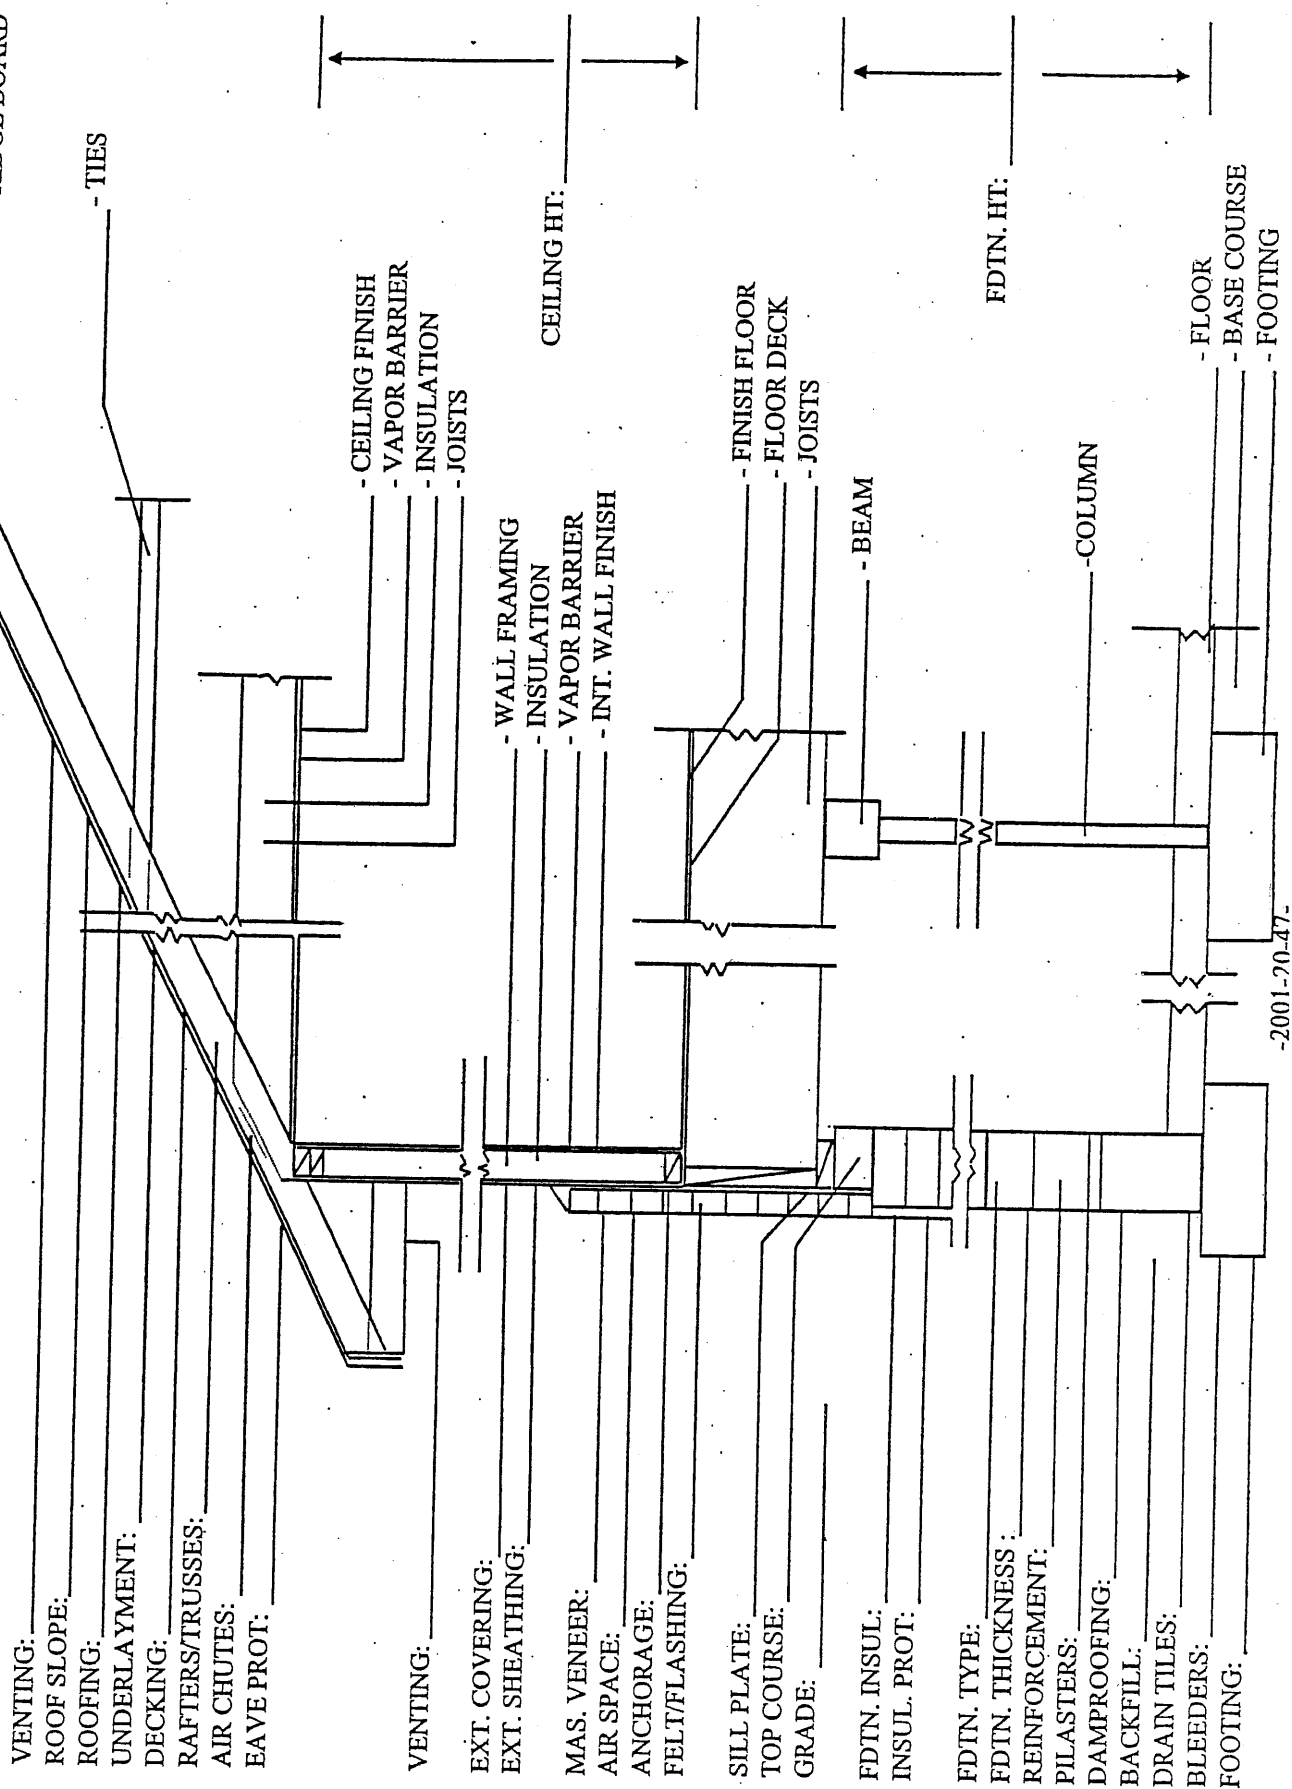 VENTING:
ROOF SLOPE:
ROOFING:
UNDERLAYMENT:
DECKING:
RAFTERS/TRUSSES:
AIR CHUTES:
EAVE PROT:
VENTING:
EXT. COVERING:
EXT. SHEATHING:
MAS. VENEER:
AIR SPACE:
ANCHORAGE:
FELT/FLASHING:
SILL PLATE:
TOP COURSE:
GRADE:
FDTN. INSUL:
INSUL. PROT:
FDTN. TYPE:
FDTN. THICKNESS :
REINFORCEMENT:
PILASTERS:
DAMPROOFING:
BACKFILL:
DRAIN TILES:
BLEEDERS:
FOOTING:
- TIES
- CEILING FINISH
- VAPOR BARRIER
- INSULATION
- JOISTS
- WALL FRAMING
- INSULATION
- VAPOR BARRIER
- INT. WALL FINISH
CEILING HT:
- FINISH FLOOR
- FLOOR DECK
- JOISTS
- BEAM
-COLUMN
FDTN. HT:
- FLOOR
- BASE COURSE
- FOOTING
-2001-20-47-